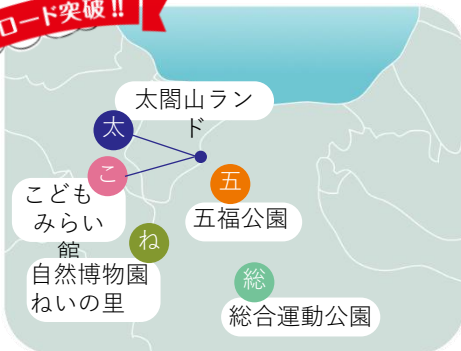 ロード突破!!
太閤山ラン
ド
太
こ
こども
みらい
館
五
五福公園
ね
自然博物園
ねいの里
総
総合運動公園